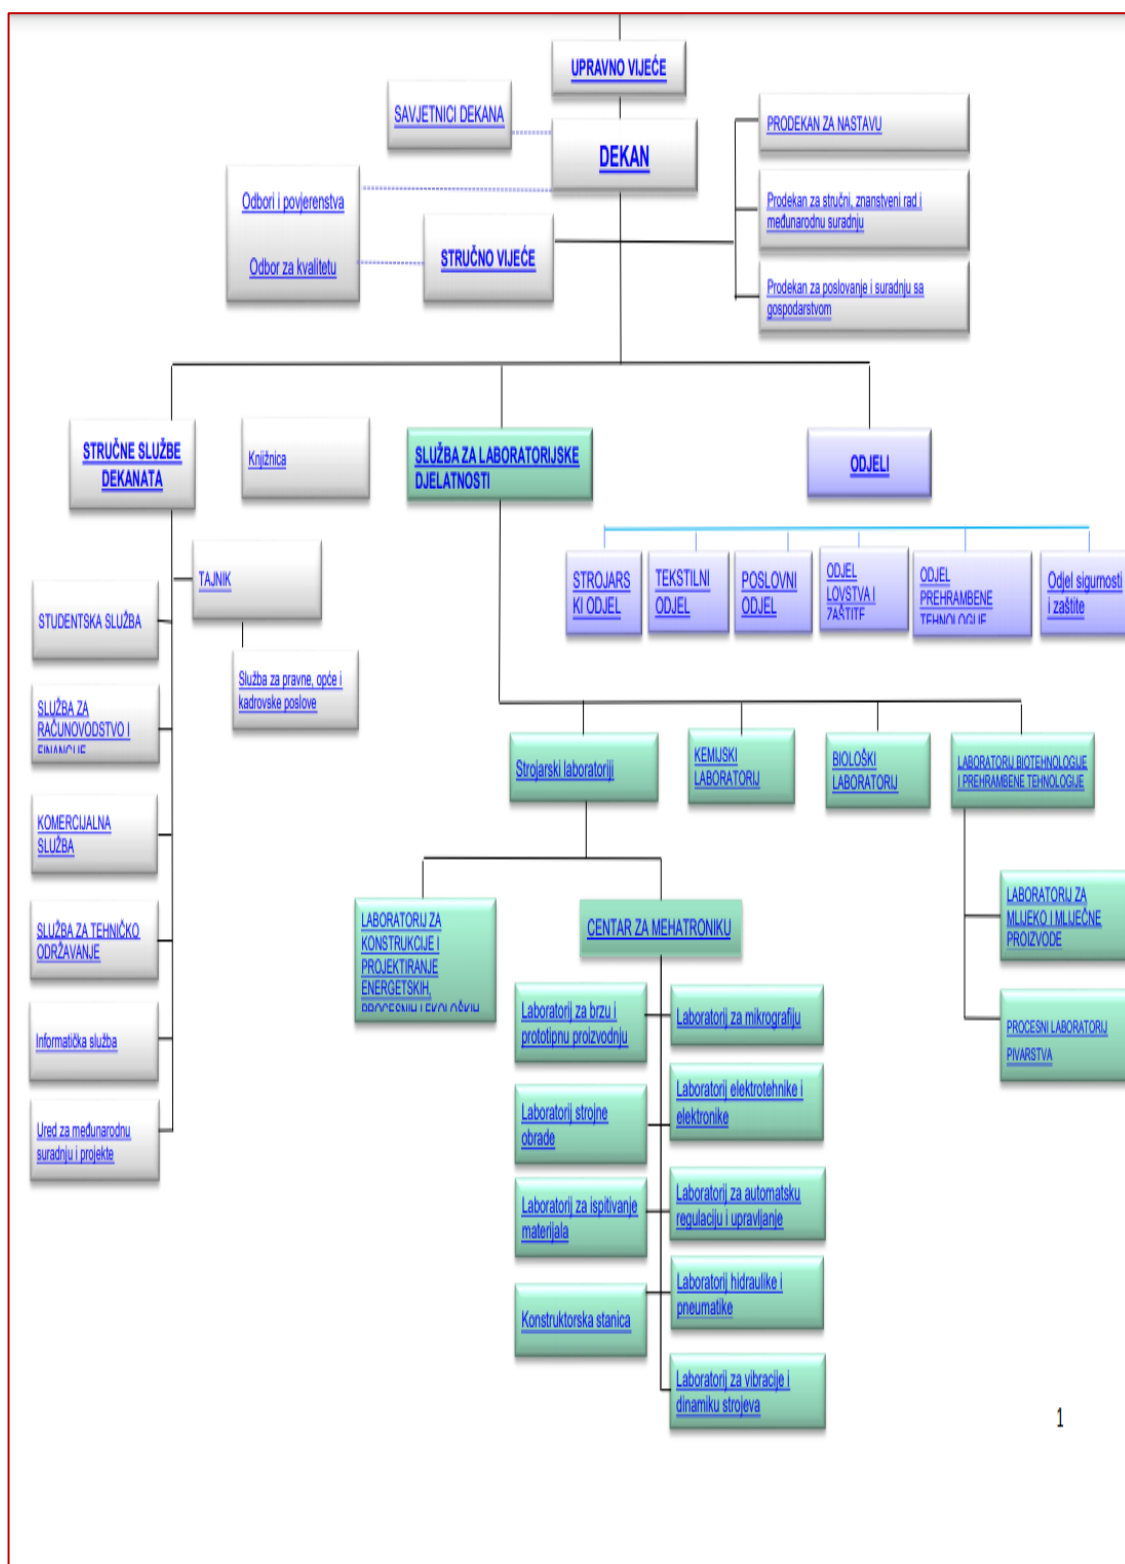 UPRAVNO VIJEĆE
SAVJETNICI DEKANA
DEKAN
PRODEKAN ZA NASTAVU
Odbori i povjerenstva
Odbor za kvalitetu
STRUČNO VIJEĆE
Prodekan za stručni, znanstveni rad i
međunarodnu suradnju
Prodekan za poslovanje i suradnju sa
gospodarstvom
STRUČNE SLUŽBE
DEKANATA
Knjižnica
SLUŽBA ZA LABORATORIJSKE
DJELATNOSTI
ODJELI
STROJARS
KI ODJEL
TEKSTILNI
ODJEL
POSLOVNI
ODJEL
ODJEL
LOVSTVA I
ZAŠTITE
ODJEL
PREHRAMBENE
TEHNOLOGIJE
Odjel sigurnosti
i zaštite
TAJNIK
STUDENTSKA SLUŽBA
Služba za pravne, opće i
kadrovske poslove
SLUŽBA ZA
RAČUNOVODSTVO I
FINANCIJE
KOMERCIJALNA
SLUŽBA
SLUŽBA ZA TEHNIČKO
ODRŽAVANJE
Informatička služba
Ured za međunarodnu
suradnju i projekte
Strojarski laboratoriji
KEMIJSKI
LABORATORIJ
BIOLOŠKI
LABORATORIJ
LABORATORIJ BIOTEHNOLOGIJE
I PREHRAMBENE TEHNOLOGIJE
LABORATORIJ ZA
KONSTRUKCIJE I
PROJEKTIRANJE
ENERGETSKIH,
PROCESNIH I EKOLOŠKIH
CENTAR ZA MEHATRONIKU
LABORATORIJ ZA
MLIJEKO I MLIJEČNE
PROIZVODE
PROCESNI LABORATORIJ
PIVARSTVA
Laboratorij za brzu i
prototipnu proizvodnju
Laboratorij za mikrografiju
Laboratorij strojne
obrade
Laboratorij elektrotehnike i
elektronike
Laboratorij za ispitivanje
materijala
Laboratorij za automatsku
regulaciju i upravljanje
Konstruktorska stanica
Laboratorij hidraulike i
pneumatike
Laboratorij za vibracije i
dinamiku strojeva
1